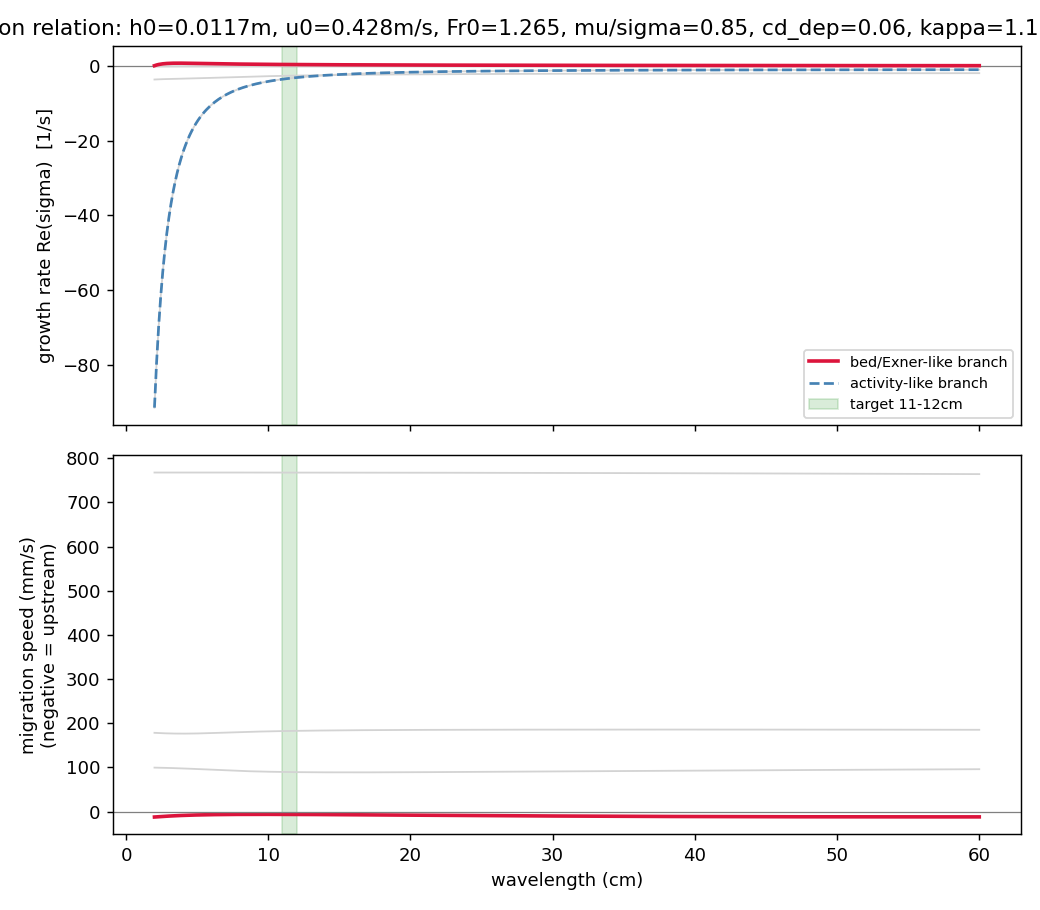 on relation: h0=0.0117m, u0=0.428m/s, Fr0=1.265, mu/sigma=0.85, cd_dep=0.06, kappa=1.1
growth rate Re(sigma)  [1/s]
0
−20
−40
−60
−80
bed/Exner-like branch
activity-like branch
target 11-12cm
migration speed (mm/s)
(negative = upstream)
800
700
600
500
400
300
200
100
0
0 10 20 30 40 50 60
wavelength (cm)